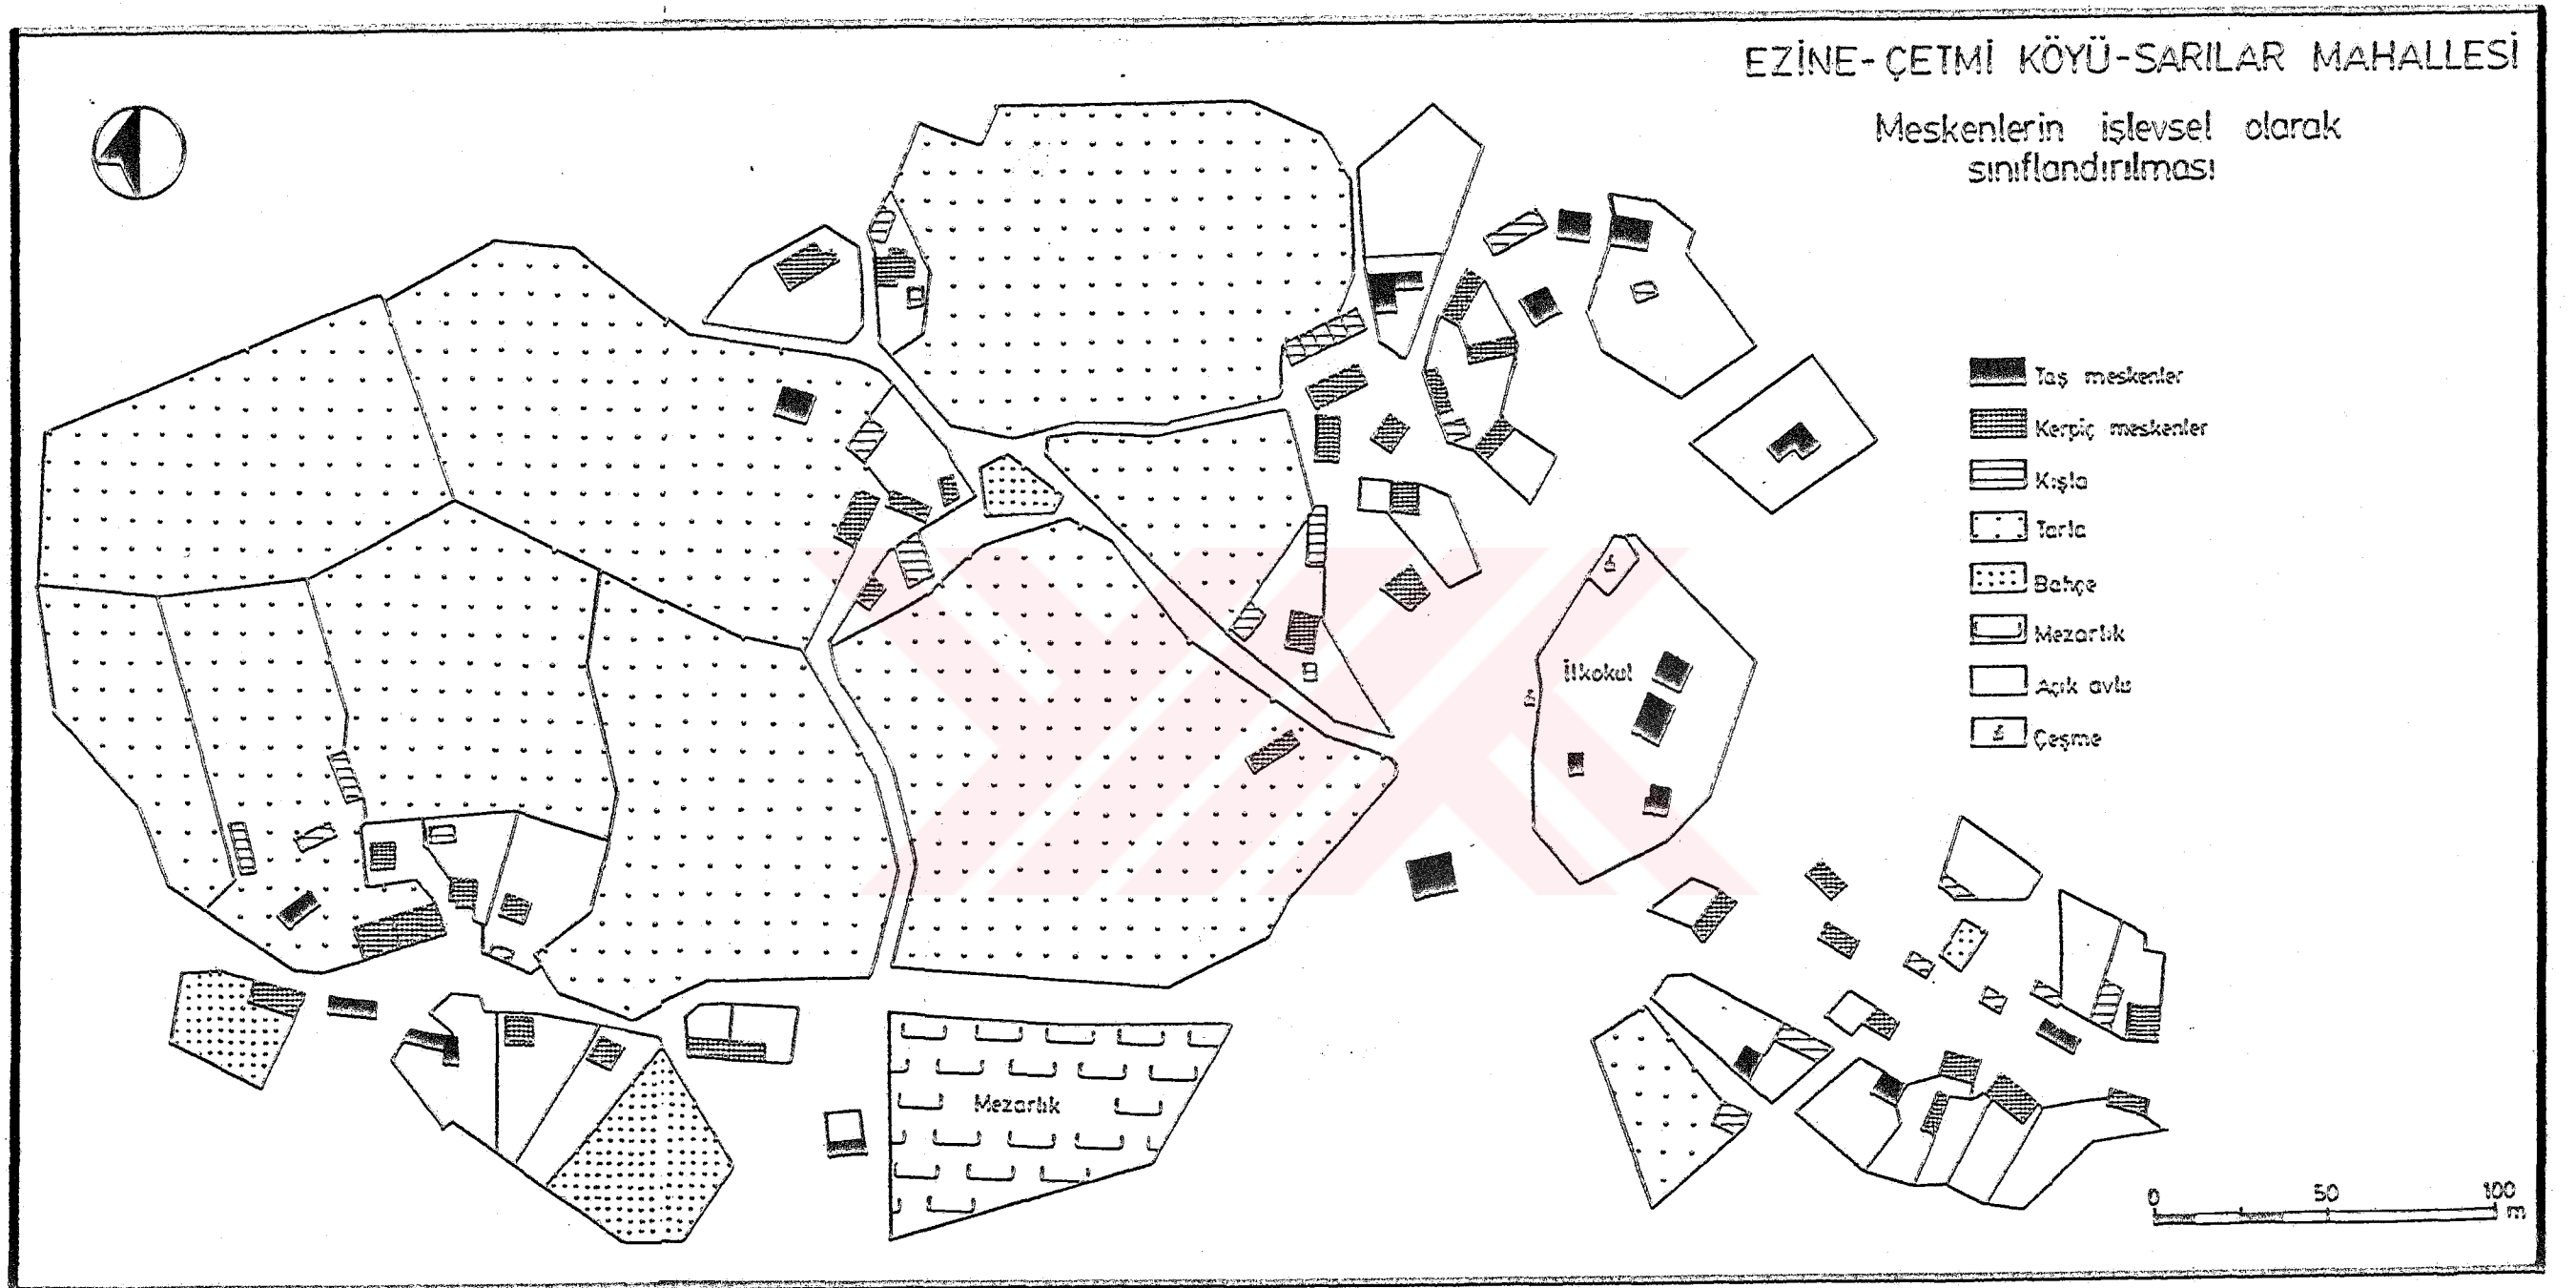 EZİNE-ÇETMİ KÖYÜ-SARILAR MAHALLESİ
Meskenlerin işlevsel olarak
sınıflandırılması
Taş meskenler
Kerpiç meskenler
Kışla
Tarla
Bahçe
Mezarlık
Açık avlu
Çeşme
İlkokul
Mezarlık
0 50 100
m